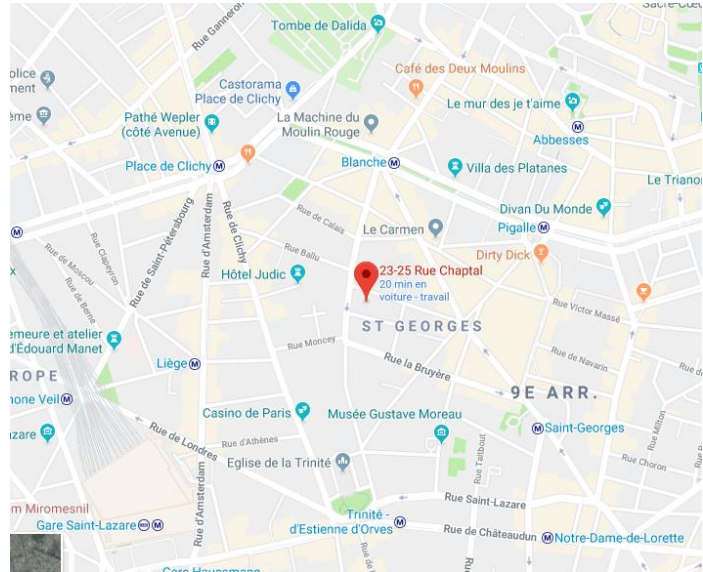 Sacré-Cœur
Rue Ganneron
Tombe de Dalida
Café des Deux Moulins
Castorama
Place de Clichy
Le mur des je t'aime
Pathé Wepler
(côté Avenue)
La Machine du
Moulin Rouge
Abbesses
Place de Clichy
Blanche
Villa des Platanes
Le Trianon
Rue de Saint-Pétersbourg
Rue d'Amsterdam
Rue de Clichy
Rue de Calais
Divan Du Monde
Le Carmen
Pigalle
Rue Clapeyron
Rue de Moscou
Rue de Berne
Rue Ballu
Dirty Dick
Hôtel Judic
23-25 Rue Chaptal
20 min en
voiture - travail
Rue Victor Massé
ST GEORGES
emeure et atelier
d'Édouard Manet
Rue Moncey
Rue la Bruyère
Rue de Navarin
Liège
ROPE
9E ARR.
mone Veil
Casino de Paris
Musée Gustave Moreau
Rue Milton
zare
Rue de Londres
Rue d'Athènes
Saint-Georges
Rue Taitbout
Rue Choron
Eglise de la Trinité
Rue Saint-Lazare
m Miromesnil
Gare Saint-Lazare
Rue d'Amsterdam
Trinité -
d'Estienne d'Orves
Rue de Châteaudun
Notre-Dame-de-Lorette